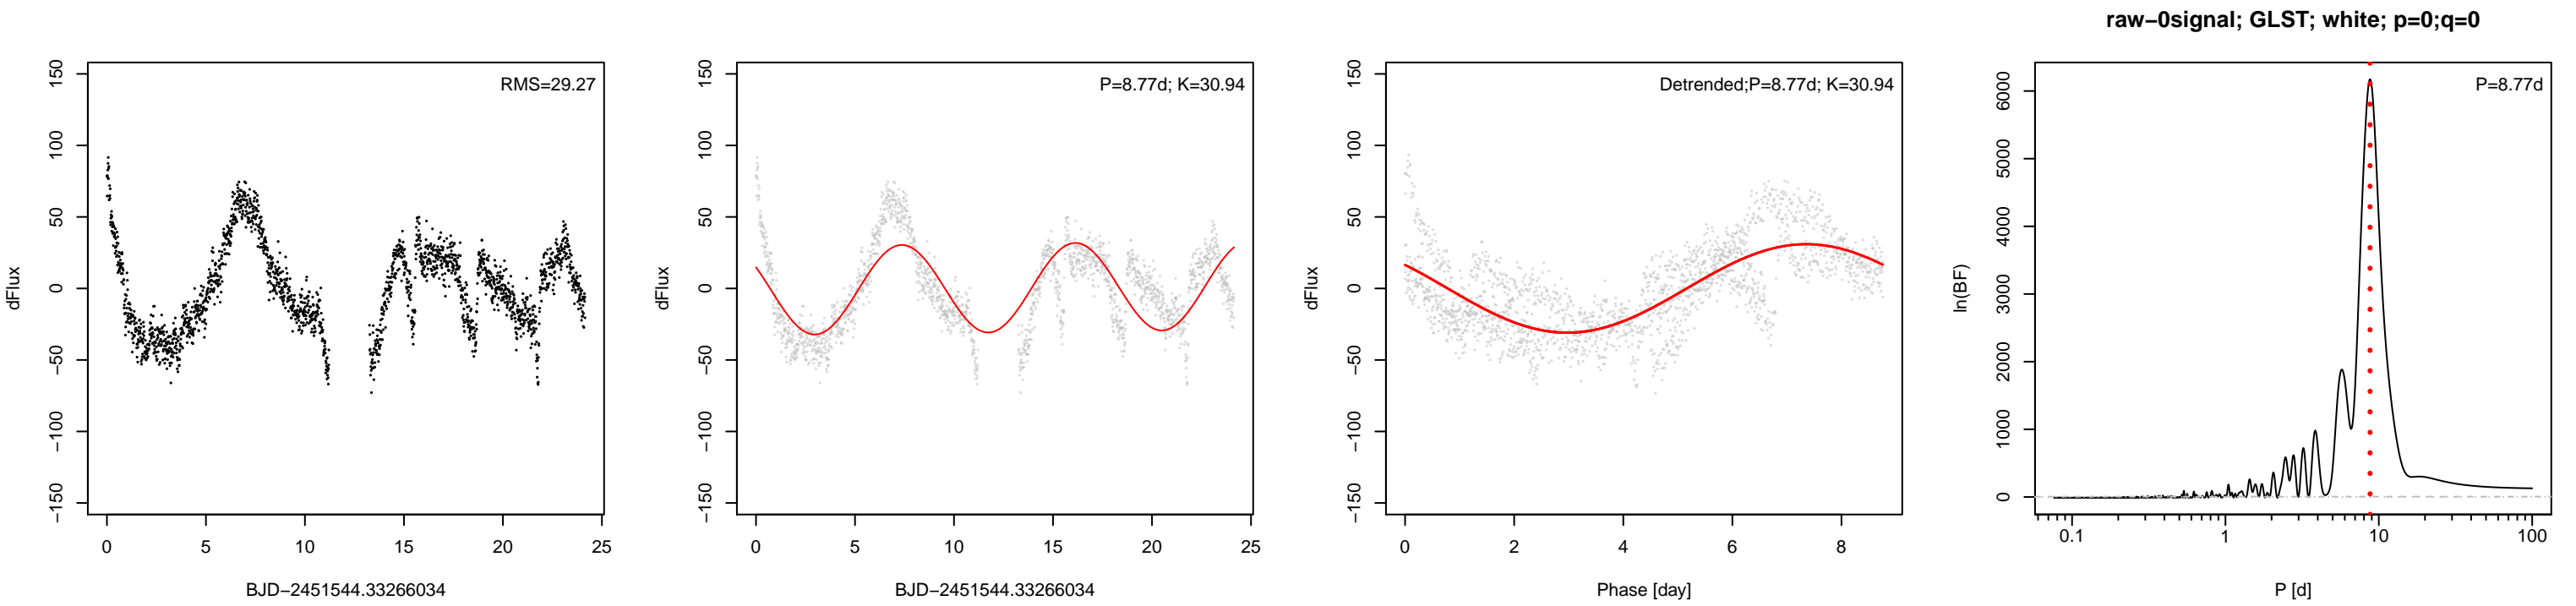 raw−0signal; GLST; white; p=0;q=0
RMS=29.27
dFlux
150
100
50
0
−50
−100
−150
0 5 10 15 20 25
BJD−2451544.33266034
P=8.77d; K=30.94
dFlux
150
100
50
0
−50
−100
−150
0 5 10 15 20 25
BJD−2451544.33266034
Detrended;P=8.77d; K=30.94
dFlux
150
100
50
0
−50
−100
−150
0 2 4 6 8
Phase [day]
P=8.77d
ln(BF)
6000
5000
4000
3000
2000
1000
0
0.1 1 10 100
P [d]